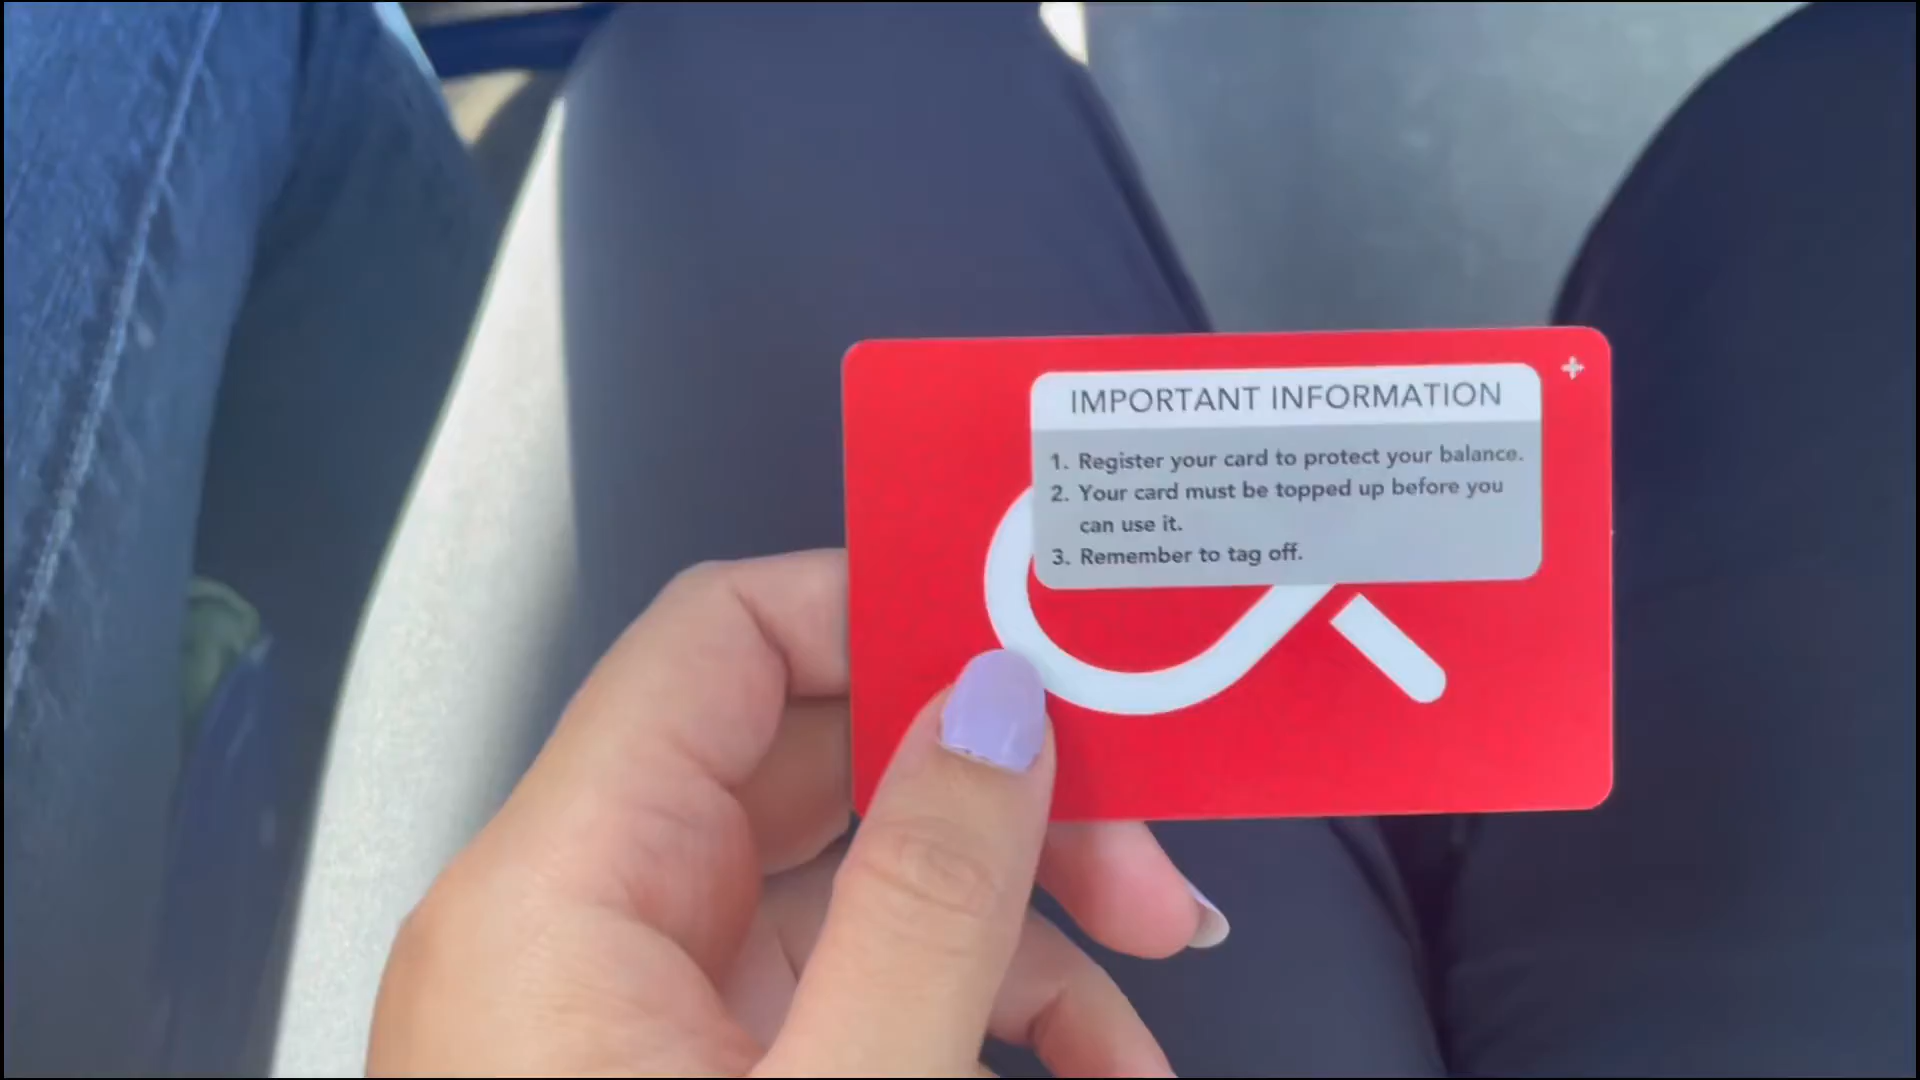 IMPORTANT INFORMATION
1. Register your card to protect your balance.
2. Your card must be topped up before you
can use it.
3. Remember to tag off.